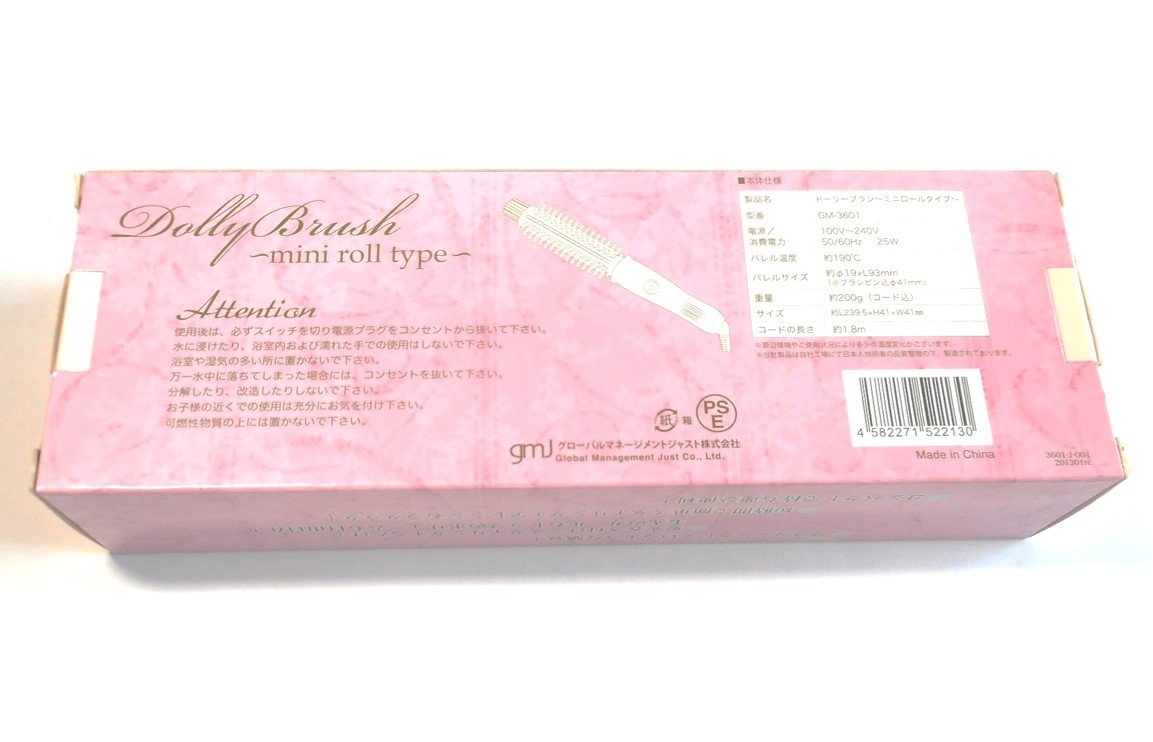 Dolly Brush
~mini roll type~
Attention
使用後は、必ずスイッチを切り電源プラグをコンセントから抜いて下さい。
水に浸けたり、浴室内および濡れた手での使用はしないで下さい。
浴室や湿気の多い所に置かないで下さい。
万一水中に落ちてしまった場合には、コンセントを抜いて下さい。
分解したり、改造したりしないで下さい。
お子様の近くでの使用は充分にお気を付け下さい。
可燃性物質の上には置かないで下さい。
■本体仕様
製品名 ドーリーブラシ〜ミニロールタイプ〜
型番 GM-3601
電源／ 100V〜240V
消費電力 50/60Hz 25W
バレル温度 約190℃
バレルサイズ 約φ19×L93mm
(※ブラシピン込φ41mm)
重量 約200g（コード込）
サイズ 約L239.5×H41×W41㎜
コードの長さ 約1.8m
※周辺環境やご使用状況により多少の温度変化がございます。
※当社製品は自社工場にて日本人技術者の品質管理の下、製造されております。
紙 箱
PS
E
gmJ グローバルマネージメントジャスト株式会社
Global Management Just Co., Ltd.
4 582271 522130
Made in China
3601-J-004
201301rc
コンパクトで持ち運び便利！